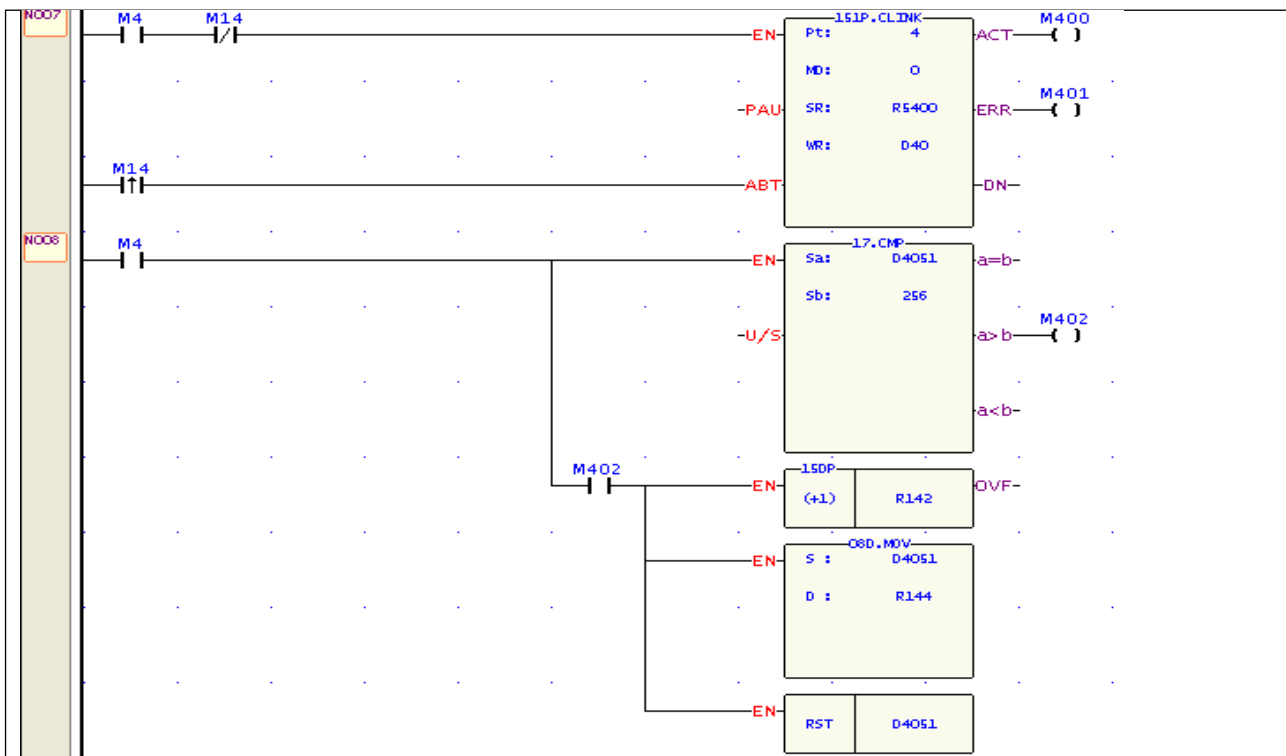 N007 M4 M14 151P.CLINK M400
EN Pt: 4 ACT ( )
MD: 0 M401
PAU SR: R5400 ERR ( )
WR: D40
M14
ABT DN
N008 M4 17.CMP
EN Sa: D4051 a=b
Sb: 256 M402
U/S a>b ( )
a<b
M402 15DP
EN (+1) R142 OVF
08D.MOV
EN S : D4051
D : R144
EN RST D4051